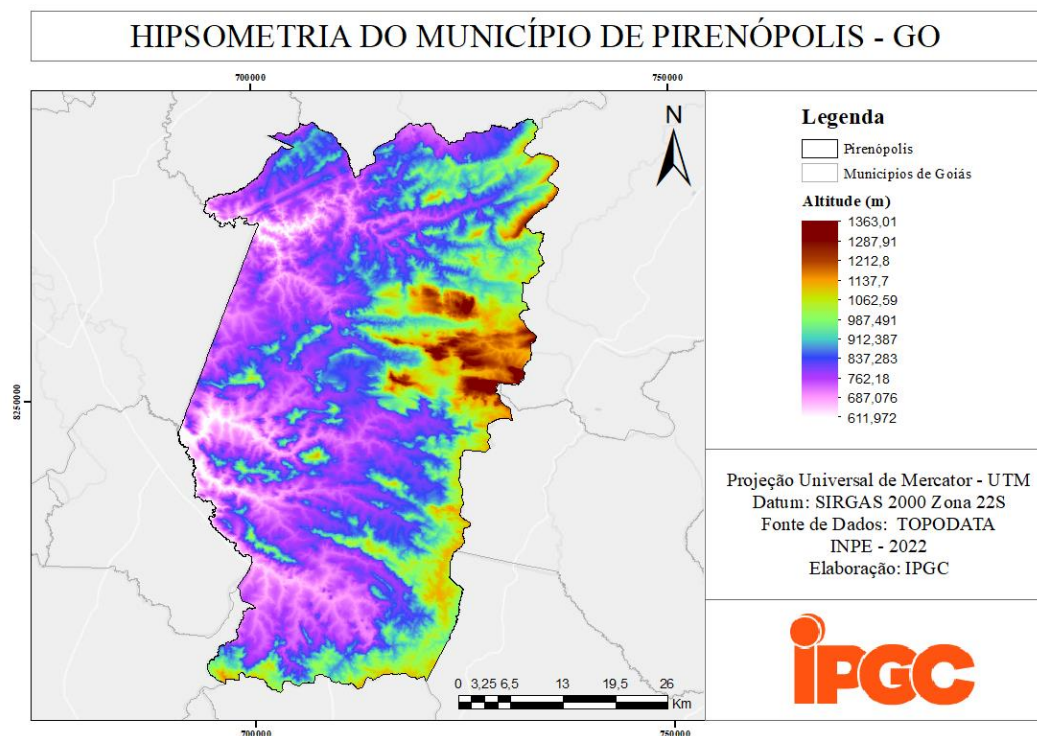 HIPSOMETRIA DO MUNICÍPIO DE PIRENÓPOLIS - GO
700000
750000
8250000
N
Legenda
Pirenópolis
Municipios de Goiás
Altitude (m)
1363,01
1287,91
1212,8
1137,7
1062,59
987,491
912,387
837,283
762,18
687,076
611,972
0 3,25 6,5 13 19,5 26
Km
700000
750000
Projeção Universal de Mercator - UTM
Datum: SIRGAS 2000 Zona 22S
Fonte de Dados: TOPODATA
INPE - 2022
Elaboração: IPGC
iPGC